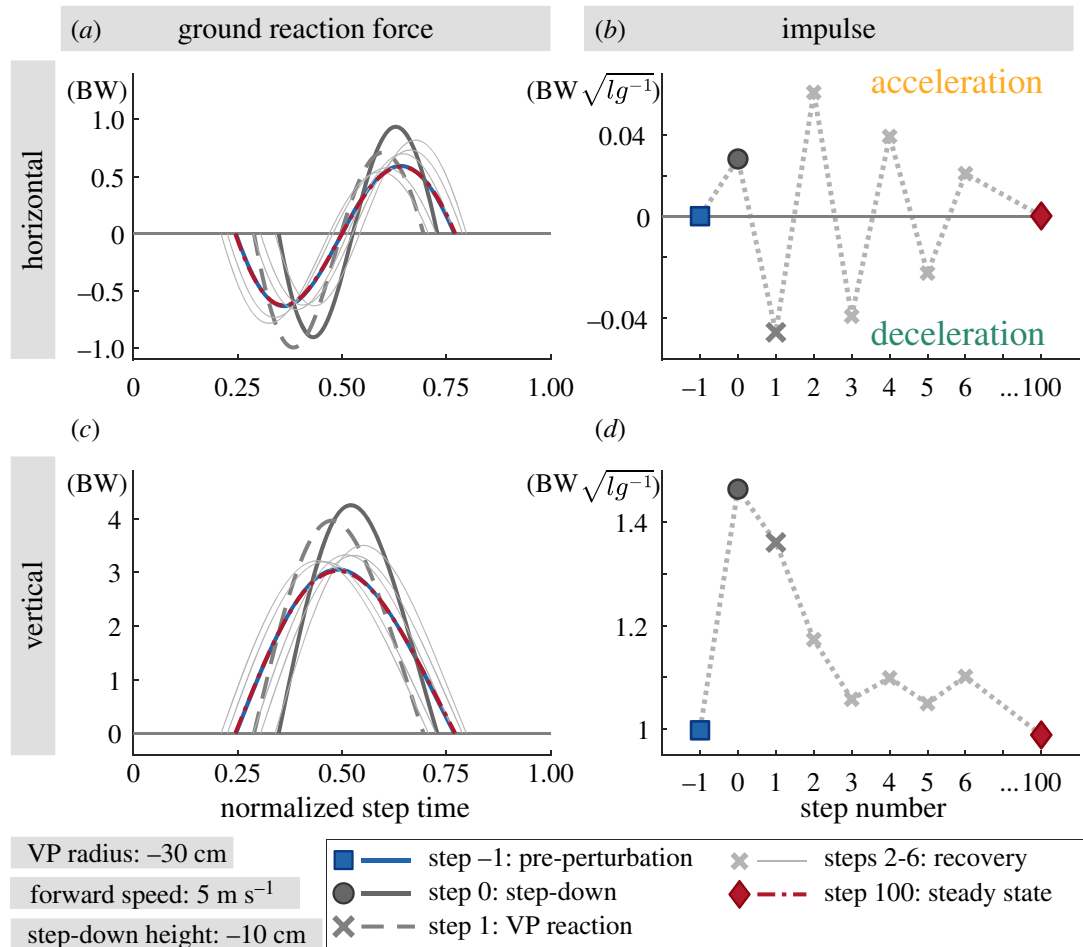 (a) ground reaction force
(b) impulse
horizontal
(BW)
1.0
0.5
0
–0.5
–1.0
0 0.25 0.50 0.75 1.00
(BW √lg⁻¹)
acceleration
0.04
0
–0.04
deceleration
–1 0 1 2 3 4 5 6 ...100
vertical
(c)
(BW)
4
3
2
1
0
0 0.25 0.50 0.75 1.00
normalized step time
(d)
(BW √lg⁻¹)
1.4
1.2
1
–1 0 1 2 3 4 5 6 ...100
step number
VP radius: –30 cm
forward speed: 5 m s⁻¹
step-down height: –10 cm
step –1: pre-perturbation
step 0: step-down
step 1: VP reaction
steps 2-6: recovery
step 100: steady state